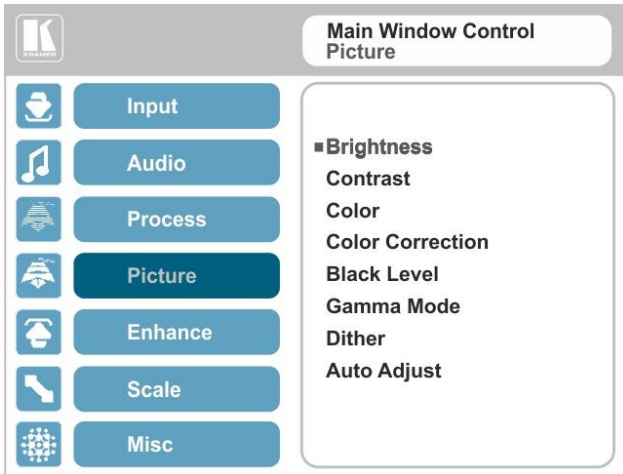 KRAMER
Main Window Control
Picture
Input
Audio
Process
Picture
Enhance
Scale
Misc
Brightness
Contrast
Color
Color Correction
Black Level
Gamma Mode
Dither
Auto Adjust